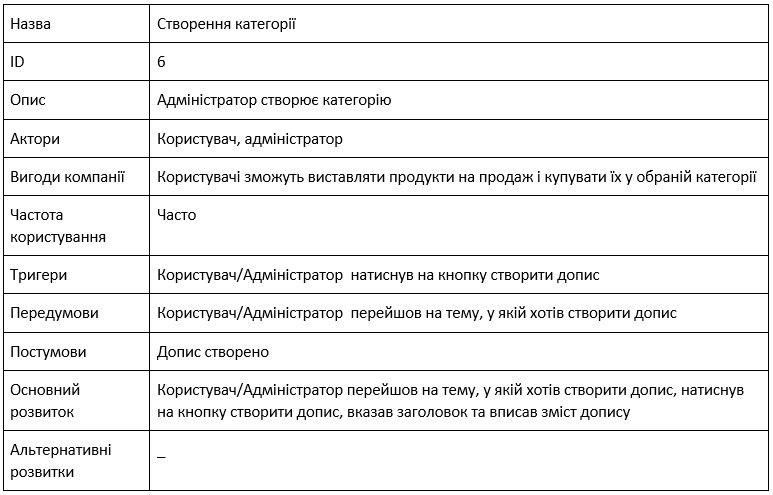 Назва Створення категорії
ID 6
Опис Адміністратор створює категорію
Актори Користувач, адміністратор
Вигоди компанії Користувачі зможуть виставляти продукти на продаж і купувати їх у обраній категорії
Частота Часто
користування
Тригери Користувач/Адміністратор  натиснув на кнопку створити допис
Передумови Користувач/Адміністратор  перейшов на тему, у якій хотів створити допис
Постумови Допис створено
Основний Користувач/Адміністратор перейшов на тему, у якій хотів створити допис, натиснув
розвиток на кнопку створити допис, вказав заголовок та вписав зміст допису
Альтернативні _
розвитки